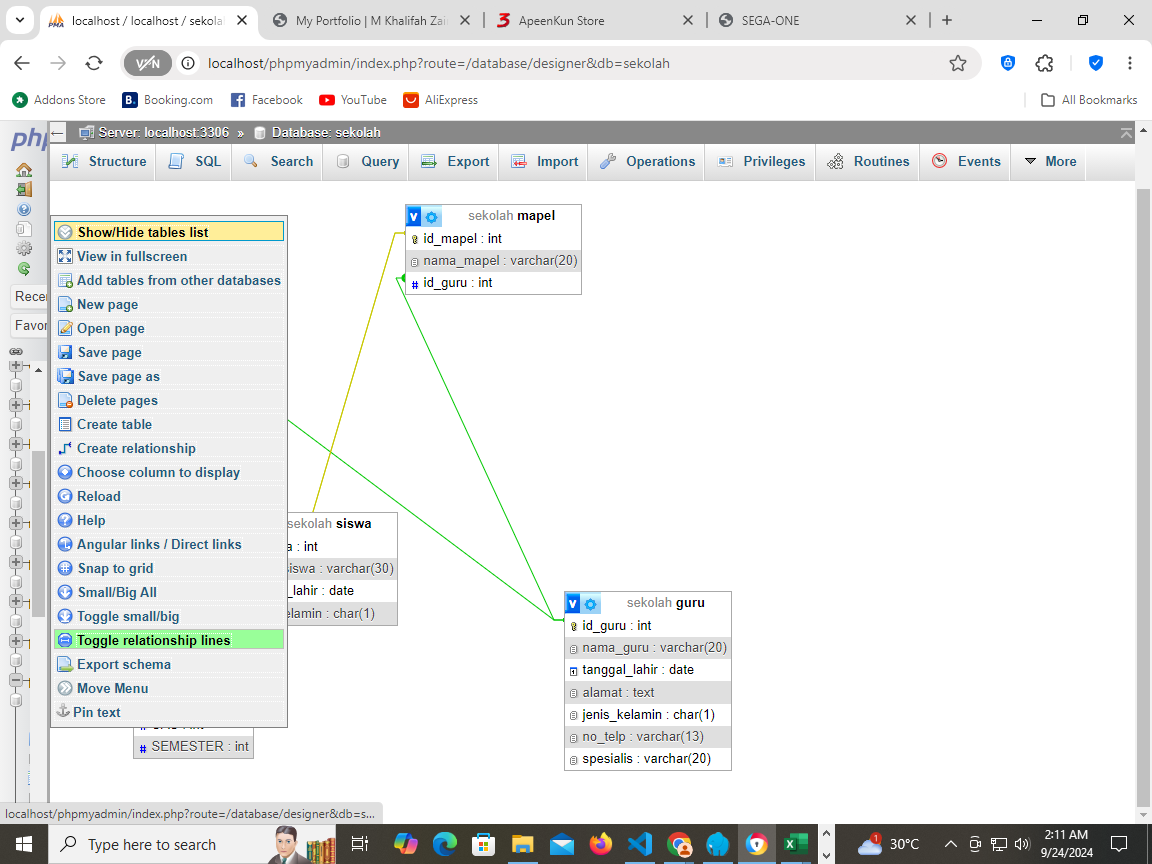 localhost / localhost / sekolah
My Portfolio | M Khalifah Zai
ApeenKun Store
SEGA-ONE
VPN
localhost/phpmyadmin/index.php?route=/database/designer&db=sekolah
Addons Store
Booking.com
Facebook
YouTube
AliExpress
All Bookmarks
php
Server: localhost:3306 » Database: sekolah
Structure
SQL
Search
Query
Export
Import
Operations
Privileges
Routines
Events
More
Rece
Favor
Show/Hide tables list
View in fullscreen
Add tables from other databases
New page
Open page
Save page
Save page as
Delete pages
Create table
Create relationship
Choose column to display
Reload
Help
Angular links / Direct links
Snap to grid
Small/Big All
Toggle small/big
Toggle relationship lines
Export schema
Move Menu
Pin text
v sekolah mapel
id_mapel : int
nama_mapel : varchar(20)
# id_guru : int
sekolah siswa
a : int
siswa : varchar(30)
_lahir : date
elamin : char(1)
v sekolah guru
id_guru : int
nama_guru : varchar(20)
tanggal_lahir : date
alamat : text
jenis_kelamin : char(1)
no_telp : varchar(13)
spesialis : varchar(20)
# SEMESTER : int
localhost/phpmyadmin/index.php?route=/database/designer&db=s...
Type here to search
1
30°C
2:11 AM
9/24/2024